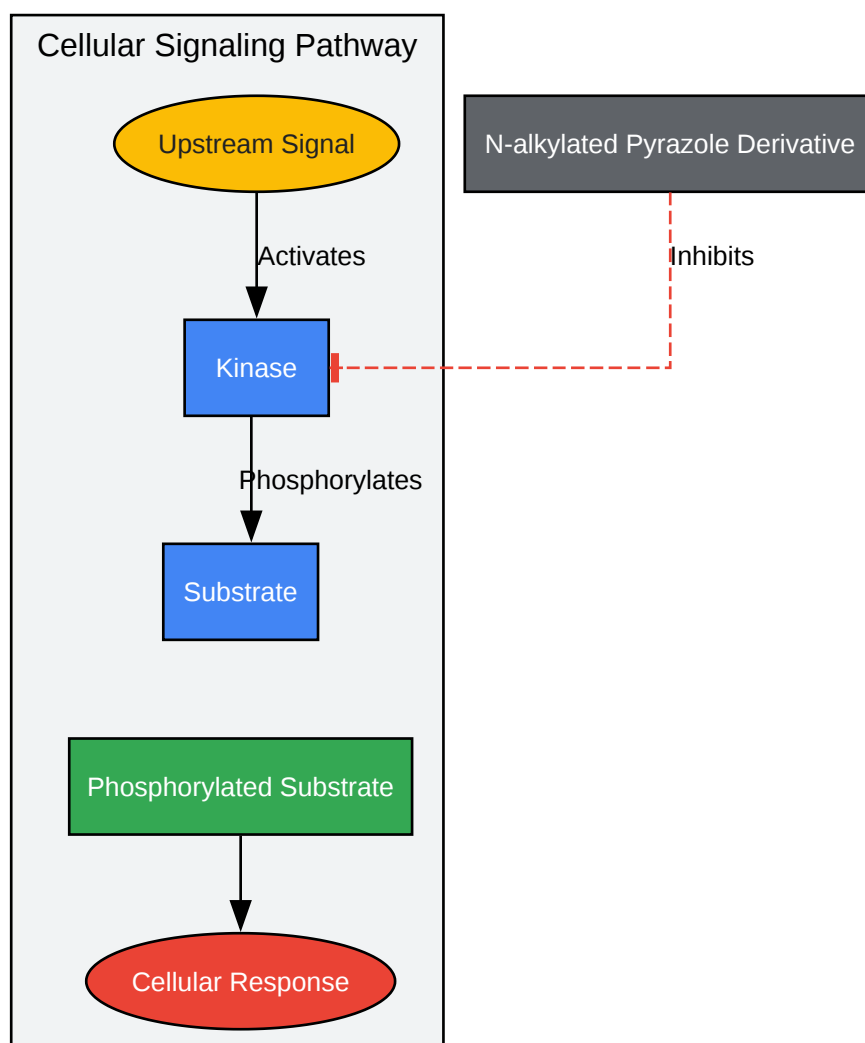 Cellular Signaling Pathway
Upstream Signal
N-alkylated Pyrazole Derivative
Activates
Inhibits
Kinase
Phosphorylates
Substrate
Phosphorylated Substrate
Cellular Response